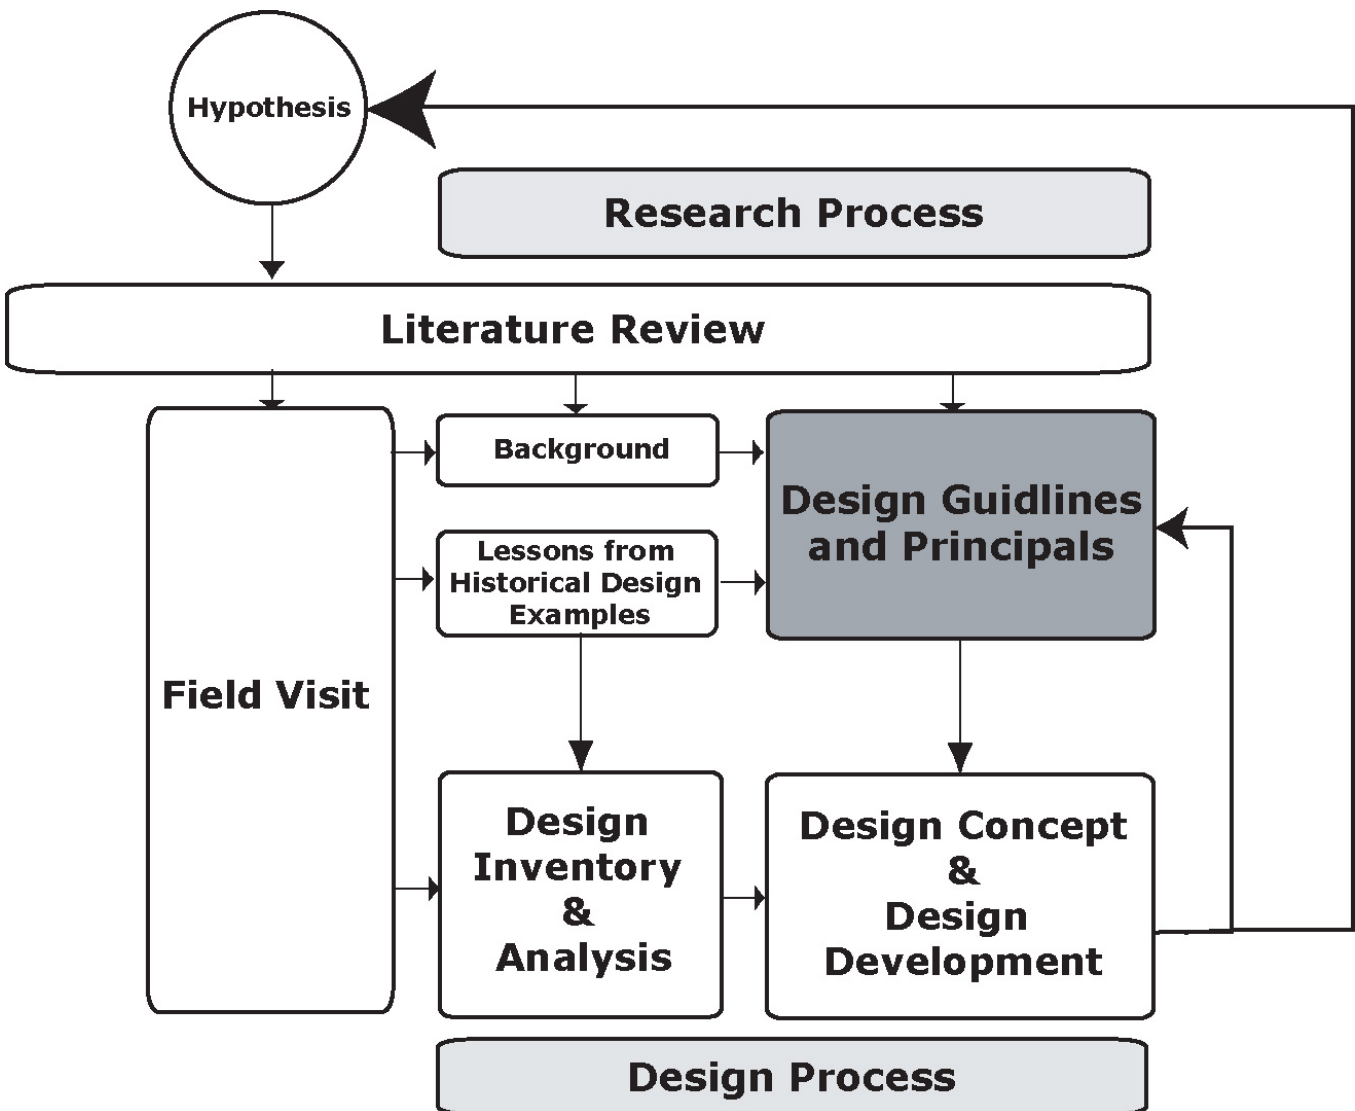 Hypothesis
Research Process
Literature Review
Background
Design Guidlines
and Principals
Lessons from
Historical Design
Examples
Field Visit
Design
Inventory
&
Analysis
Design Concept
&
Design
Development
Design Process